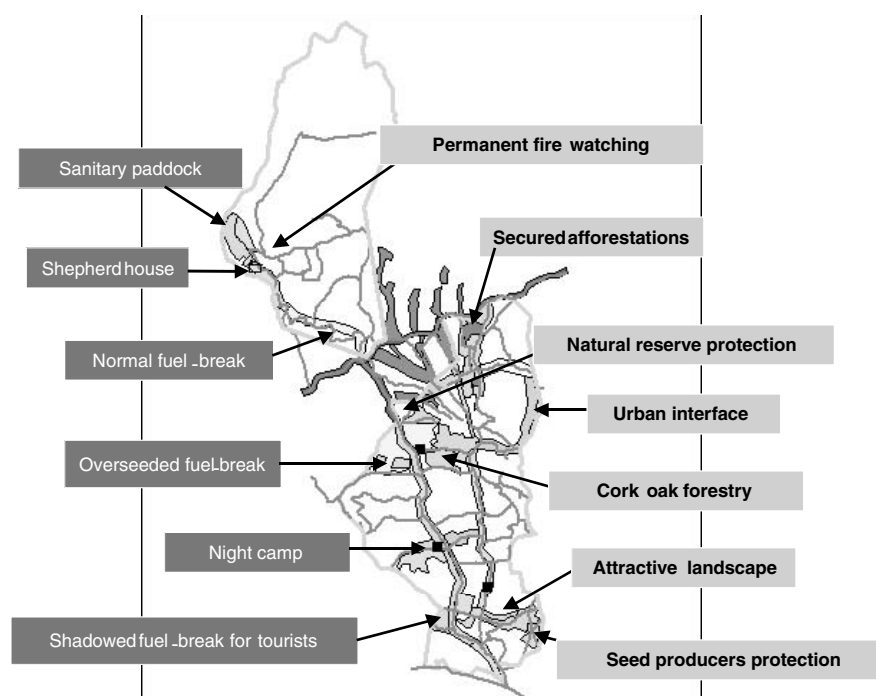 Permanent fire watching
Sanitary paddock
Secured afforestations
Shepherd house
Natural reserve protection
Normal fuel-break
Urban interface
Overseeded fuel-break
Cork oak forestry
Night camp
Attractive landscape
Shadowed fuel-break for tourists
Seed producers protection